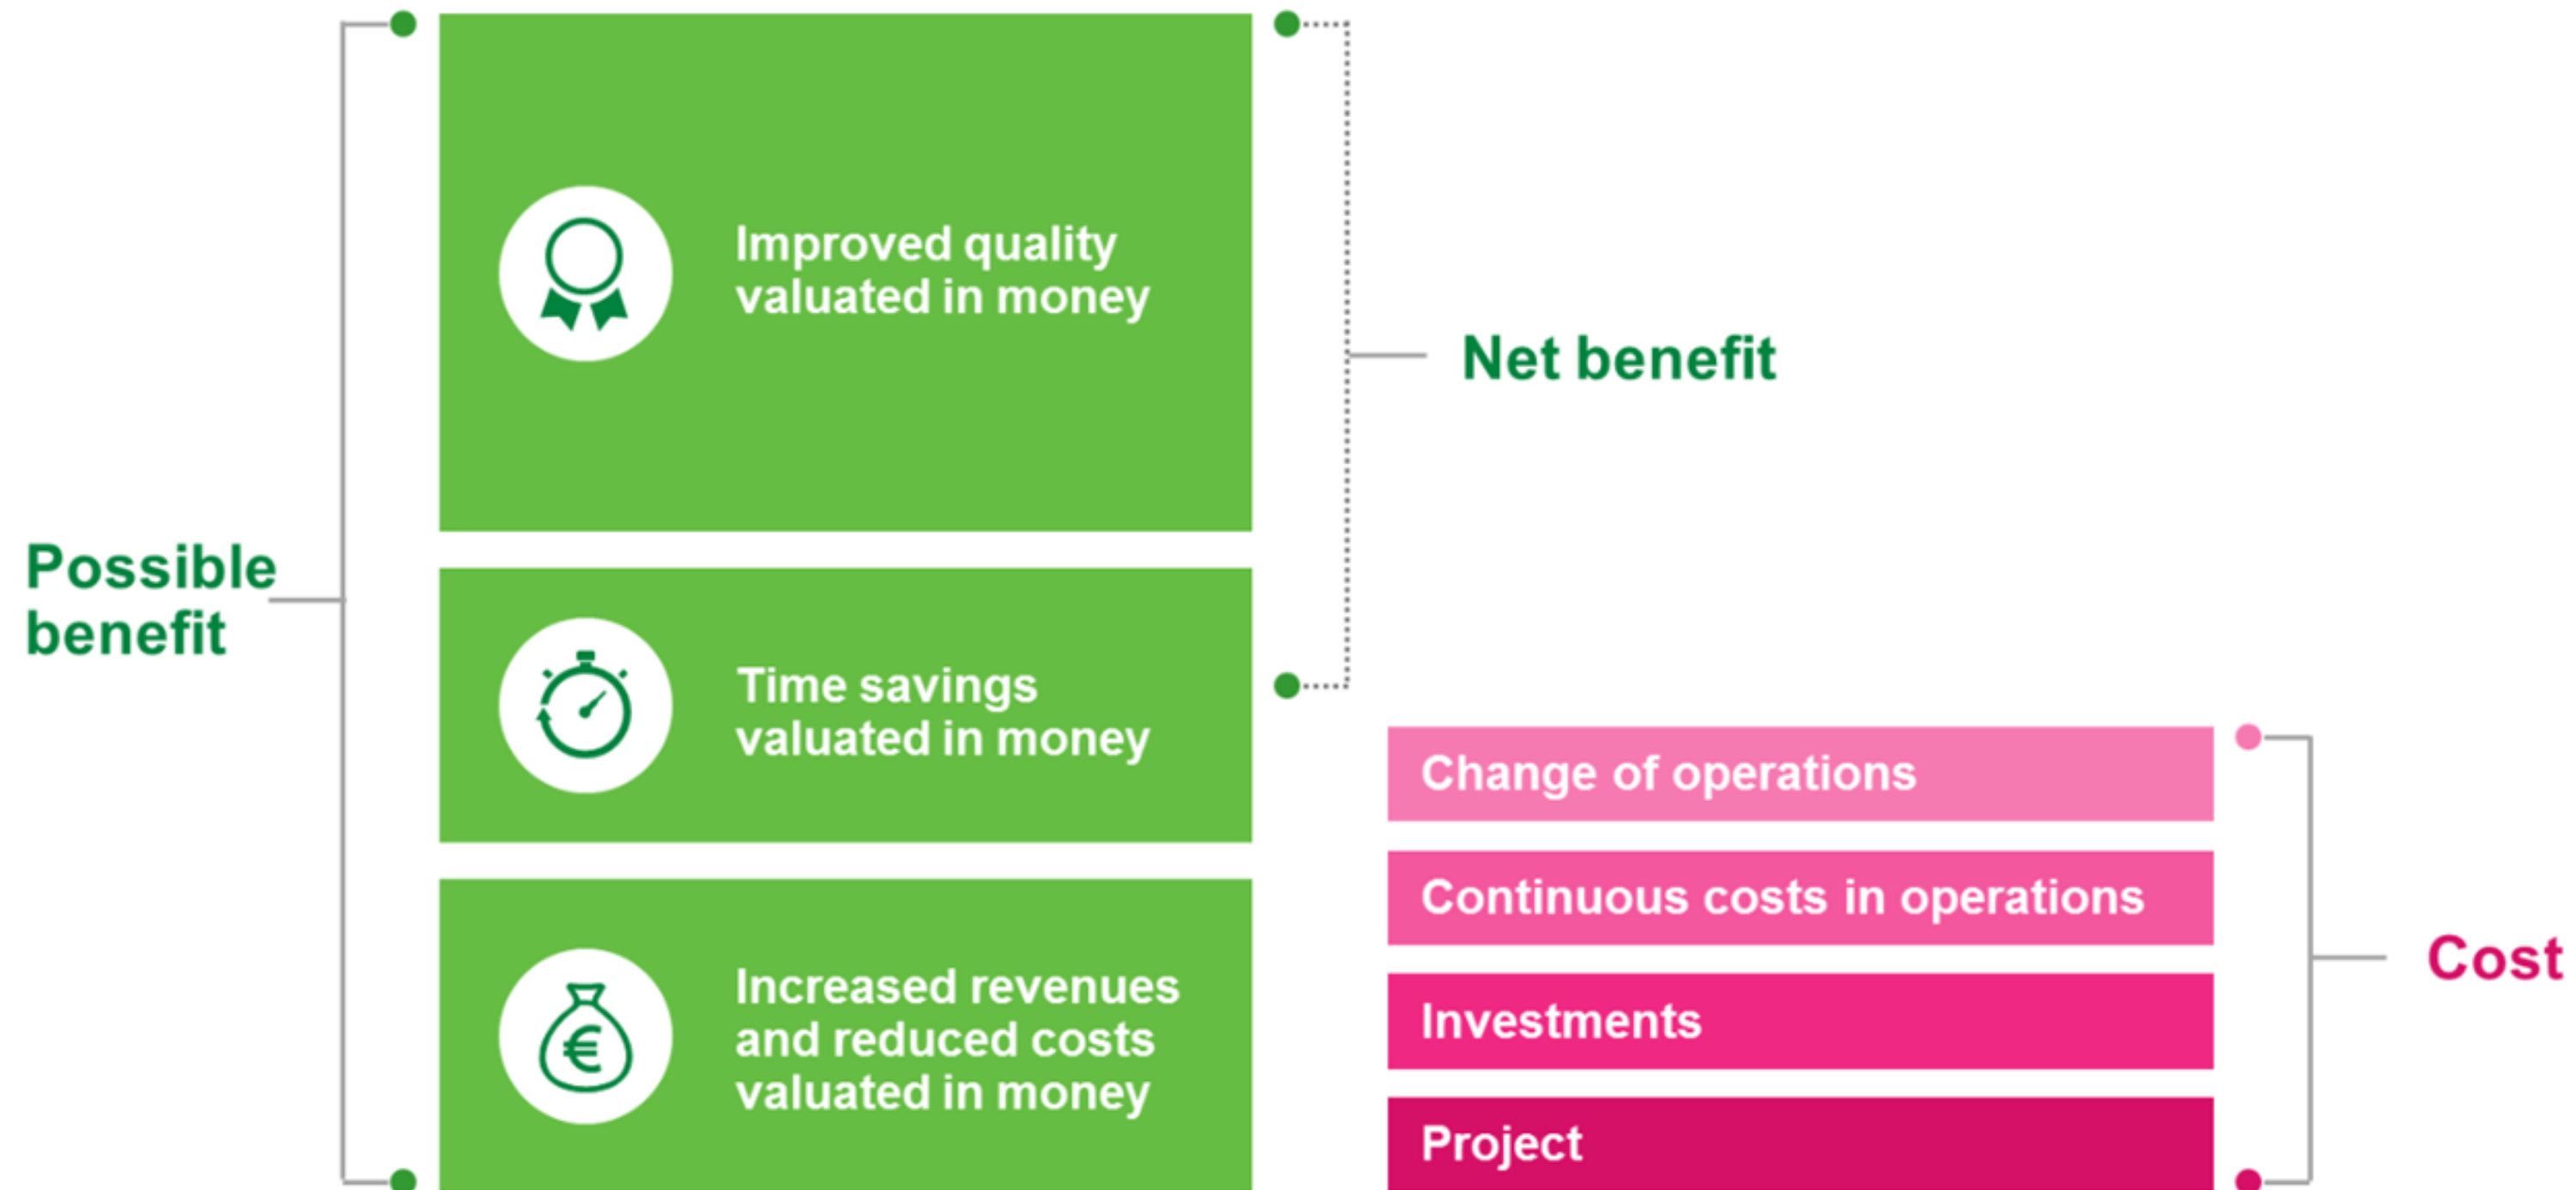 Possible
benefit
Improved quality
valuated in money
Time savings
valuated in money
€
Increased revenues
and reduced costs
valuated in money
Net benefit
Change of operations
Continuous costs in operations
Investments
Project
Cost